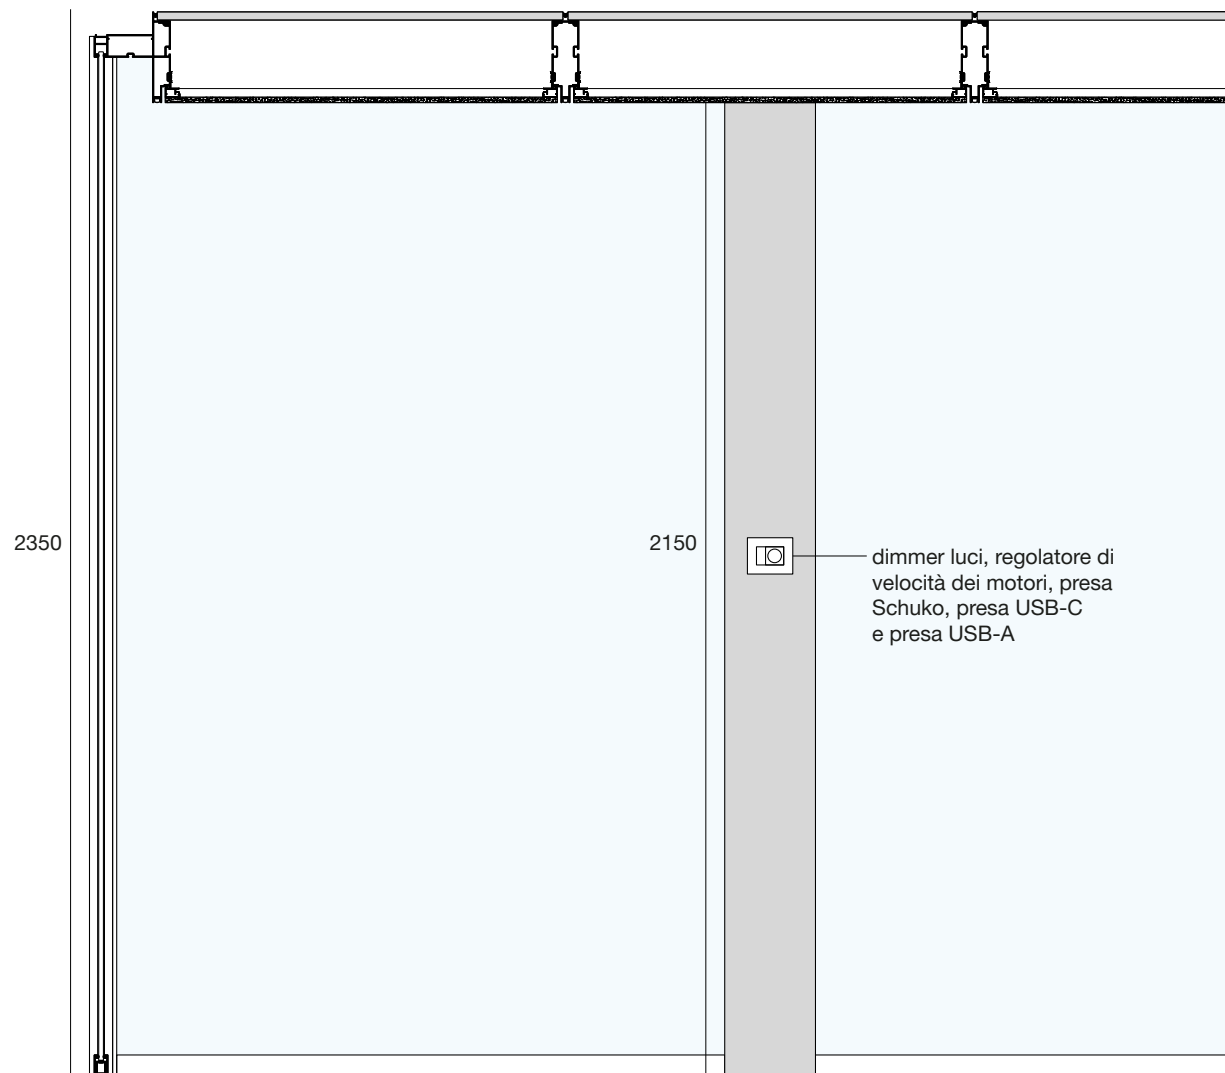 2350
2150
dimmer luci, regolatore di
velocità dei motori, presa
Schuko, presa USB-C
e presa USB-A